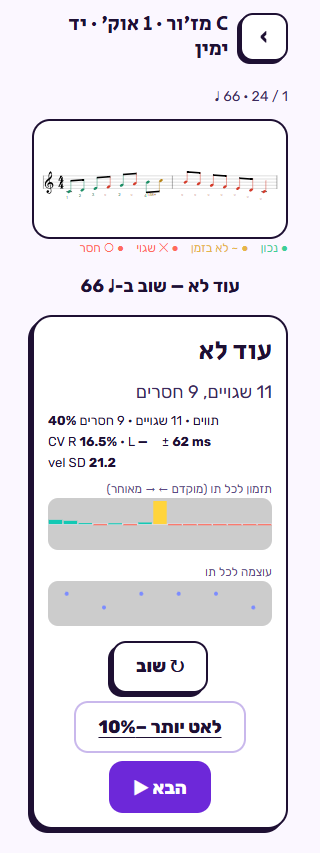 C מז׳ור · 1 אוק׳ · יד
ימין
1 / 24 · 66 ♩
● נכון ● ~ לא בזמן ● ✕ שגוי ● ○ חסר
עוד לא — שוב ב-♩ 66
עוד לא
11 שגויים, 9 חסרים
40% תווים · 11 שגויים · 9 חסרים
CV R 16.5% · L — ± 62 ms
vel SD 21.2
תזמון לכל תו (מוקדם ← → מאוחר)
עוצמה לכל תו
↻ שוב
לאט יותר −10%
הבא ▶